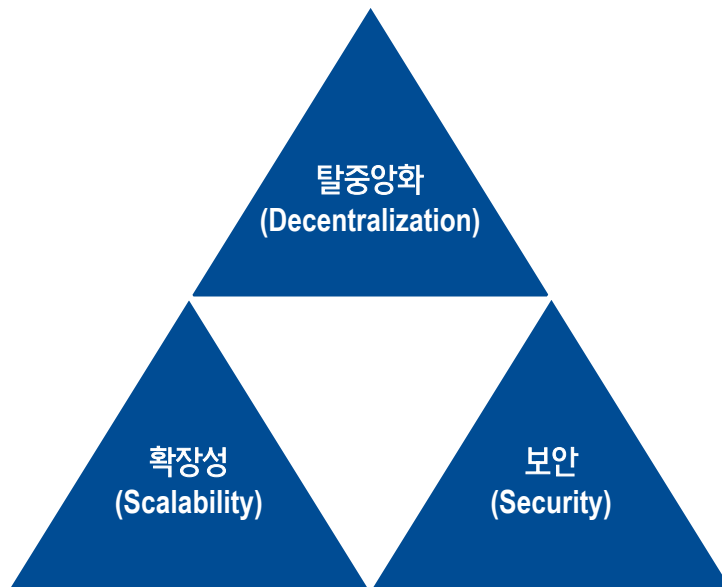 탈중앙화
(Decentralization)
확장성
(Scalability)
보안
(Security)